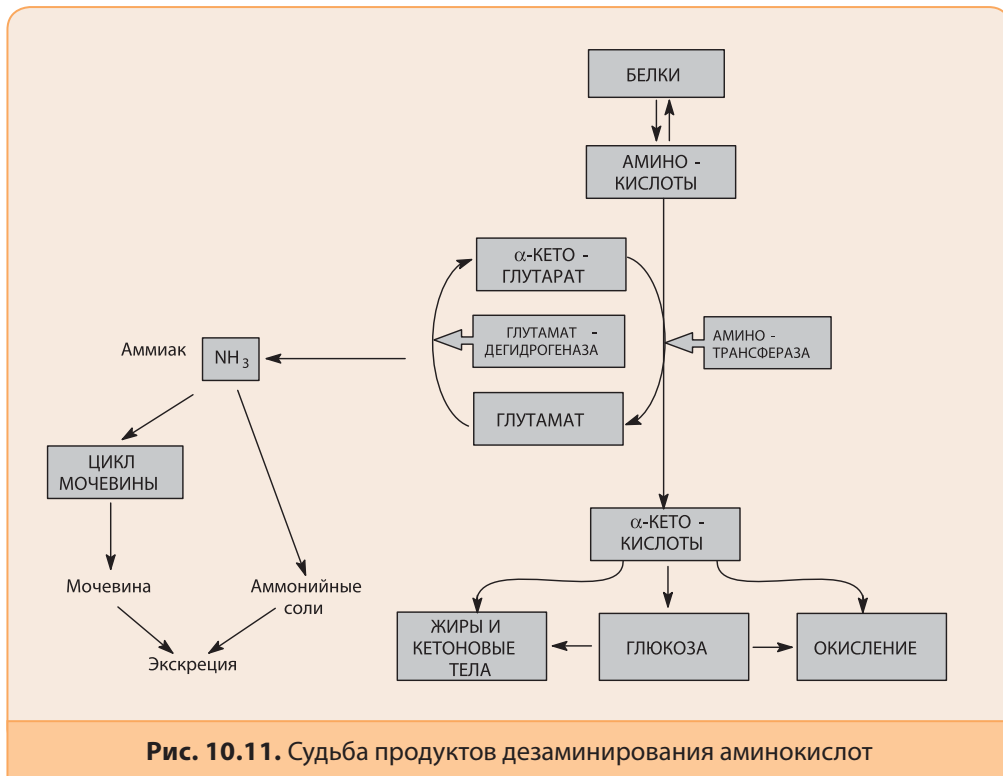 БЕЛКИ
АМИНО -
КИСЛОТЫ
α-КЕТО -
ГЛУТАРАТ
ГЛУТАМАТ -
ДЕГИДРОГЕНАЗА
АМИНО -
ТРАНСФЕРАЗА
Аммиак
NH3
ГЛУТАМАТ
ЦИКЛ
МОЧЕВИНЫ
α-КЕТО -
КИСЛОТЫ
Мочевина
Аммонийные
соли
Экскреция
ЖИРЫ И
КЕТОНОВЫЕ
ТЕЛА
ГЛЮКОЗА
ОКИСЛЕНИЕ
Рис. 10.11. Судьба продуктов дезаминирования аминокислот